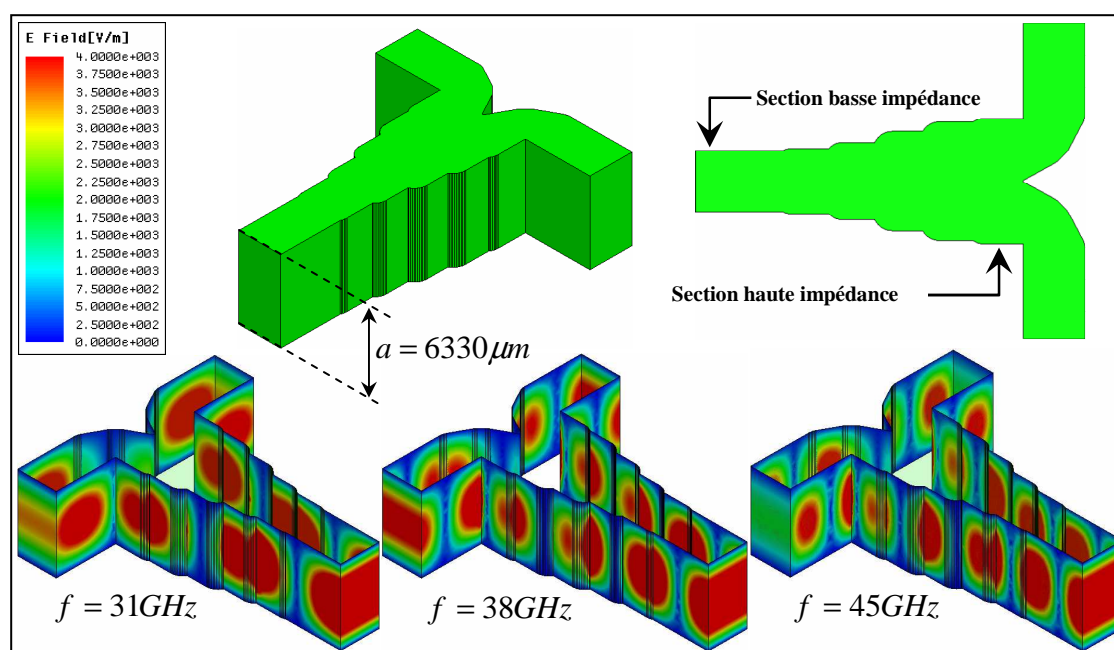 E Field[V/m]
4.0000e+003
3.7500e+003
3.5000e+003
3.2500e+003
3.0000e+003
2.7500e+003
2.5000e+003
2.2500e+003
2.0000e+003
1.7500e+003
1.5000e+003
1.2500e+003
1.0000e+003
7.5000e+002
5.0000e+002
2.5000e+002
0.0000e+000
Section basse impédance
Section haute impédance
a = 6330 μm
f = 31GHz
f = 38GHz
f = 45GHz